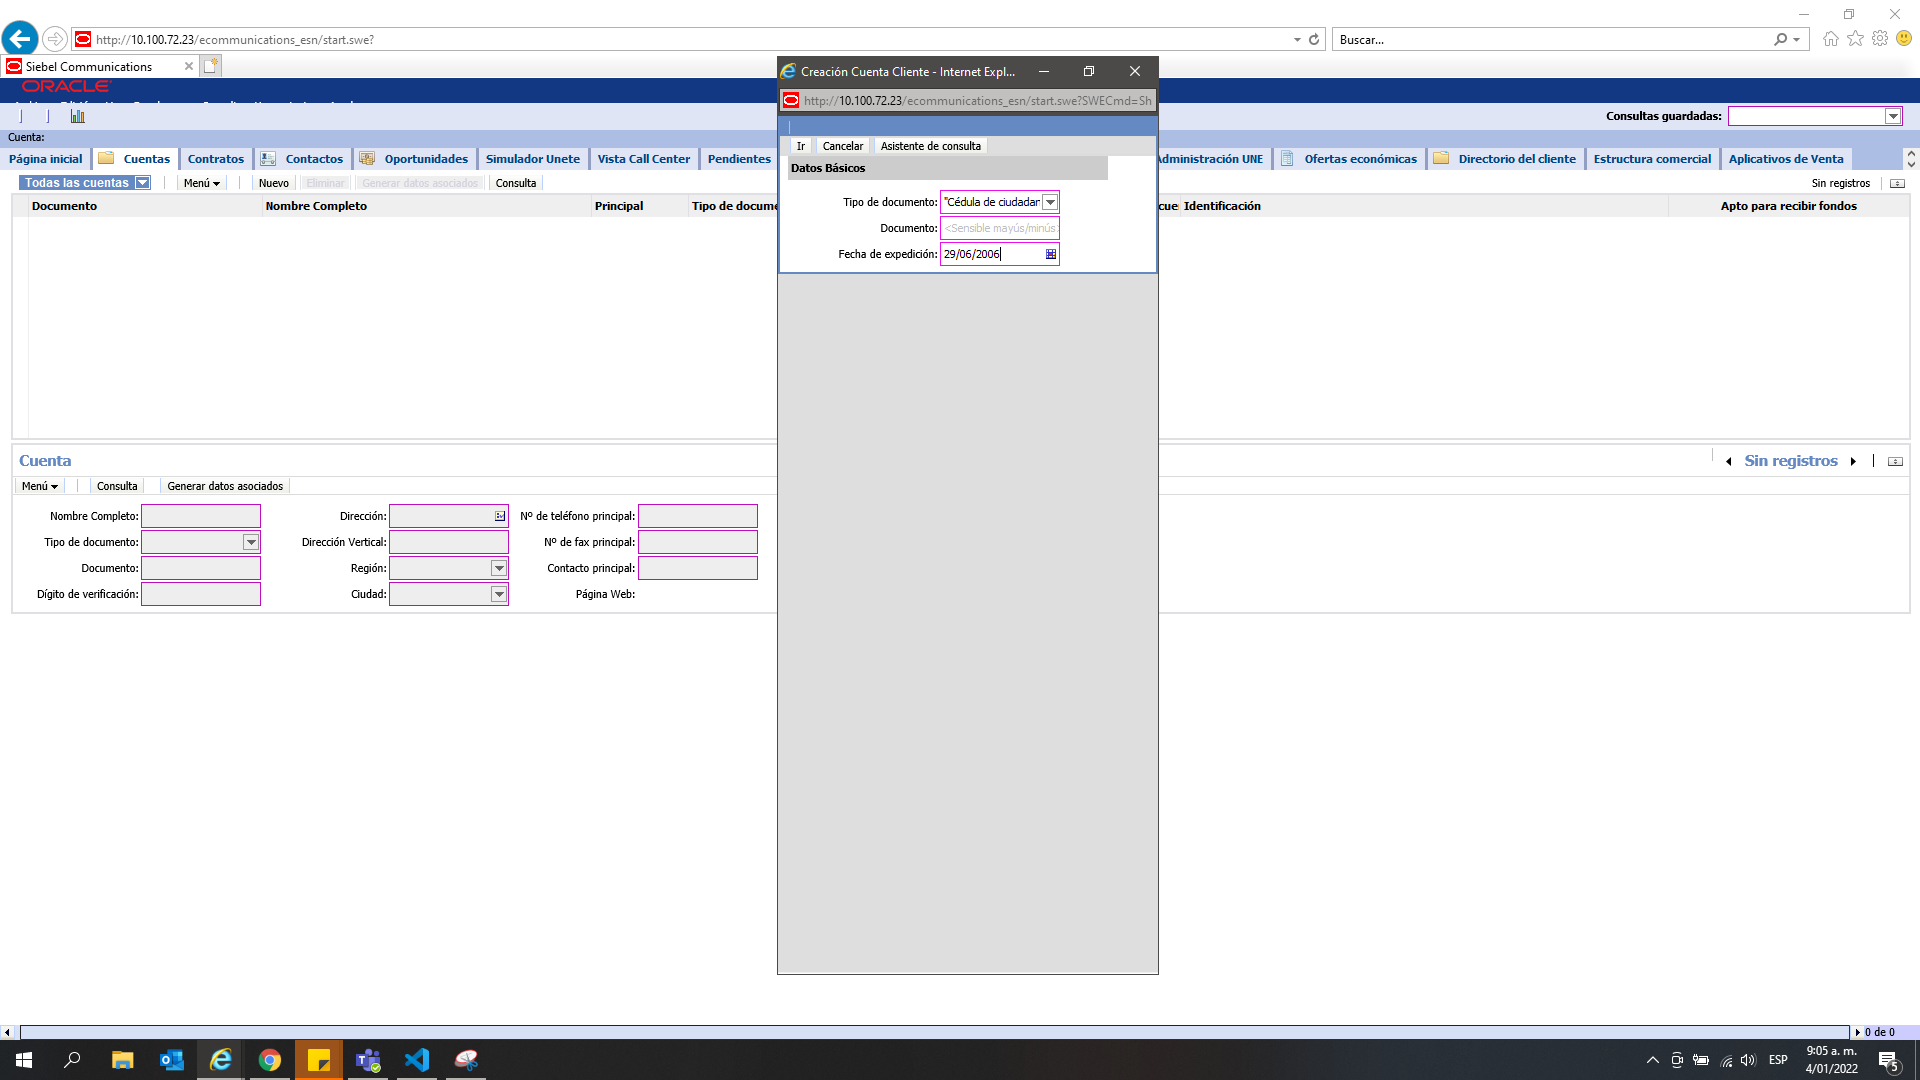 http://10.100.72.23/ecommunications_esn/start.swe?
Buscar...
Siebel Communications
ORACLE
Consultas guardadas:
Cuenta:
Página inicial
Cuentas
Contratos
Contactos
Oportunidades
Simulador Unete
Vista Call Center
Pendientes
Administración UNE
Ofertas económicas
Directorio del cliente
Estructura comercial
Aplicativos de Venta
Todas las cuentas
Menú
Nuevo
Eliminar
Generar datos asociados
Consulta
Sin registros
Documento
Nombre Completo
Principal
Tipo de docume
cue
Identificación
Apto para recibir fondos
Creación Cuenta Cliente - Internet Expl...
http://10.100.72.23/ecommunications_esn/start.swe?SWECmd=Sh
Ir
Cancelar
Asistente de consulta
Datos Básicos
Tipo de documento:
"Cédula de ciudadar
Documento:
<Sensible mayús/minús
Fecha de expedición:
29/06/2006
Cuenta
Sin registros
Menú
Consulta
Generar datos asociados
Nombre Completo:
Dirección:
Nº de teléfono principal:
Tipo de documento:
Dirección Vertical:
Nº de fax principal:
Documento:
Región:
Contacto principal:
Dígito de verificación:
Ciudad:
Página Web:
0 de 0
ESP
9:05 a. m.
4/01/2022
5